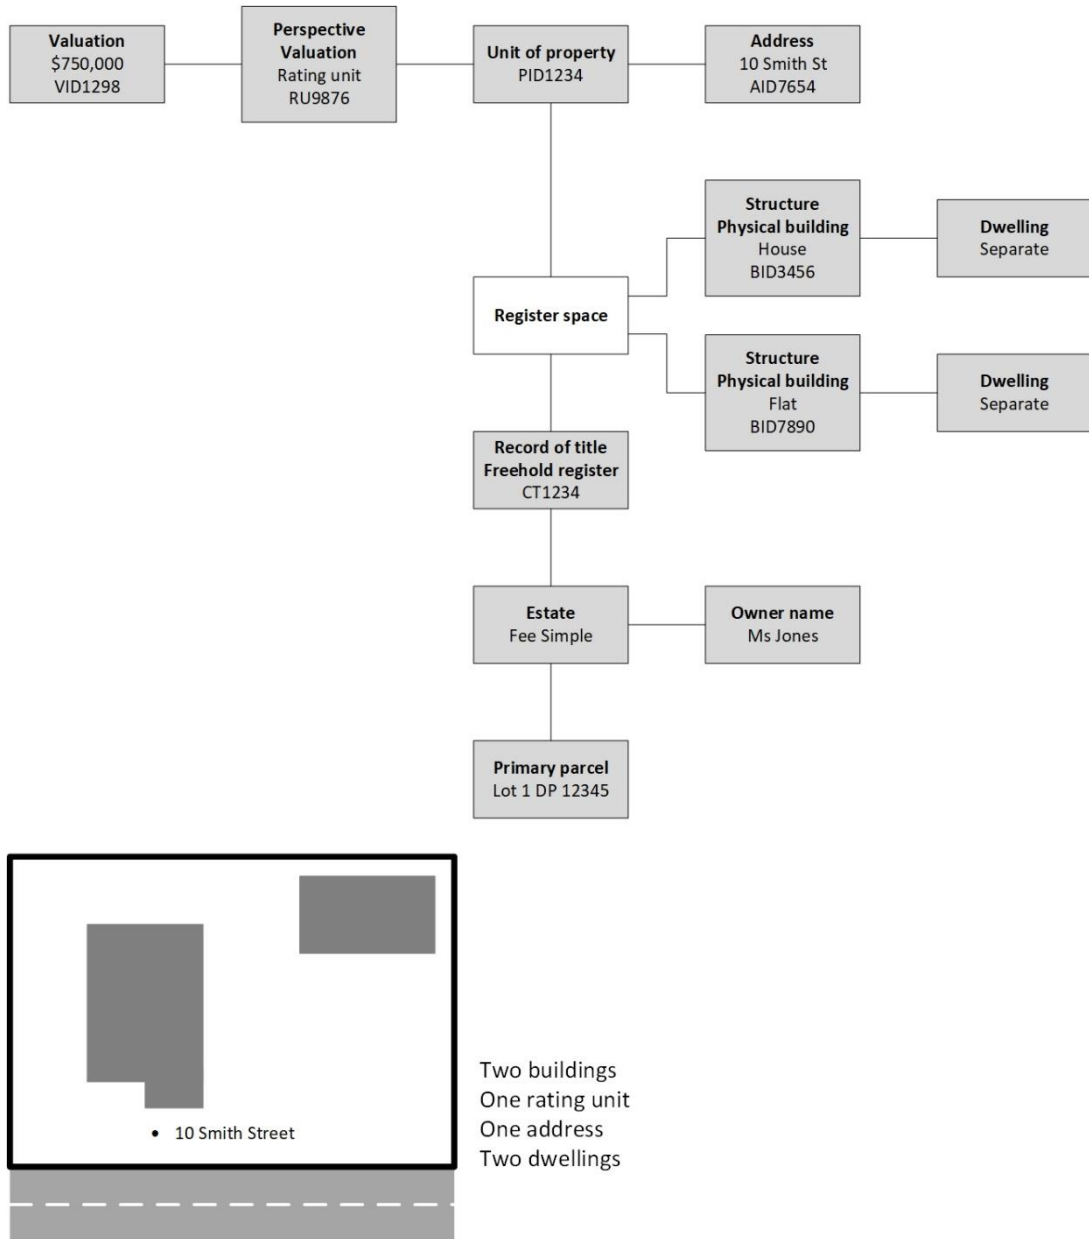 Valuation
$750,000
VID1298
Perspective
Valuation
Rating unit
RU9876
Unit of property
PID1234
Address
10 Smith St
AID7654
Structure
Physical building
House
BID3456
Dwelling
Separate
Register space
Structure
Physical building
Flat
BID7890
Dwelling
Separate
Record of title
Freehold register
CT1234
Estate
Fee Simple
Owner name
Ms Jones
Primary parcel
Lot 1 DP 12345
• 10 Smith Street
Two buildings
One rating unit
One address
Two dwellings